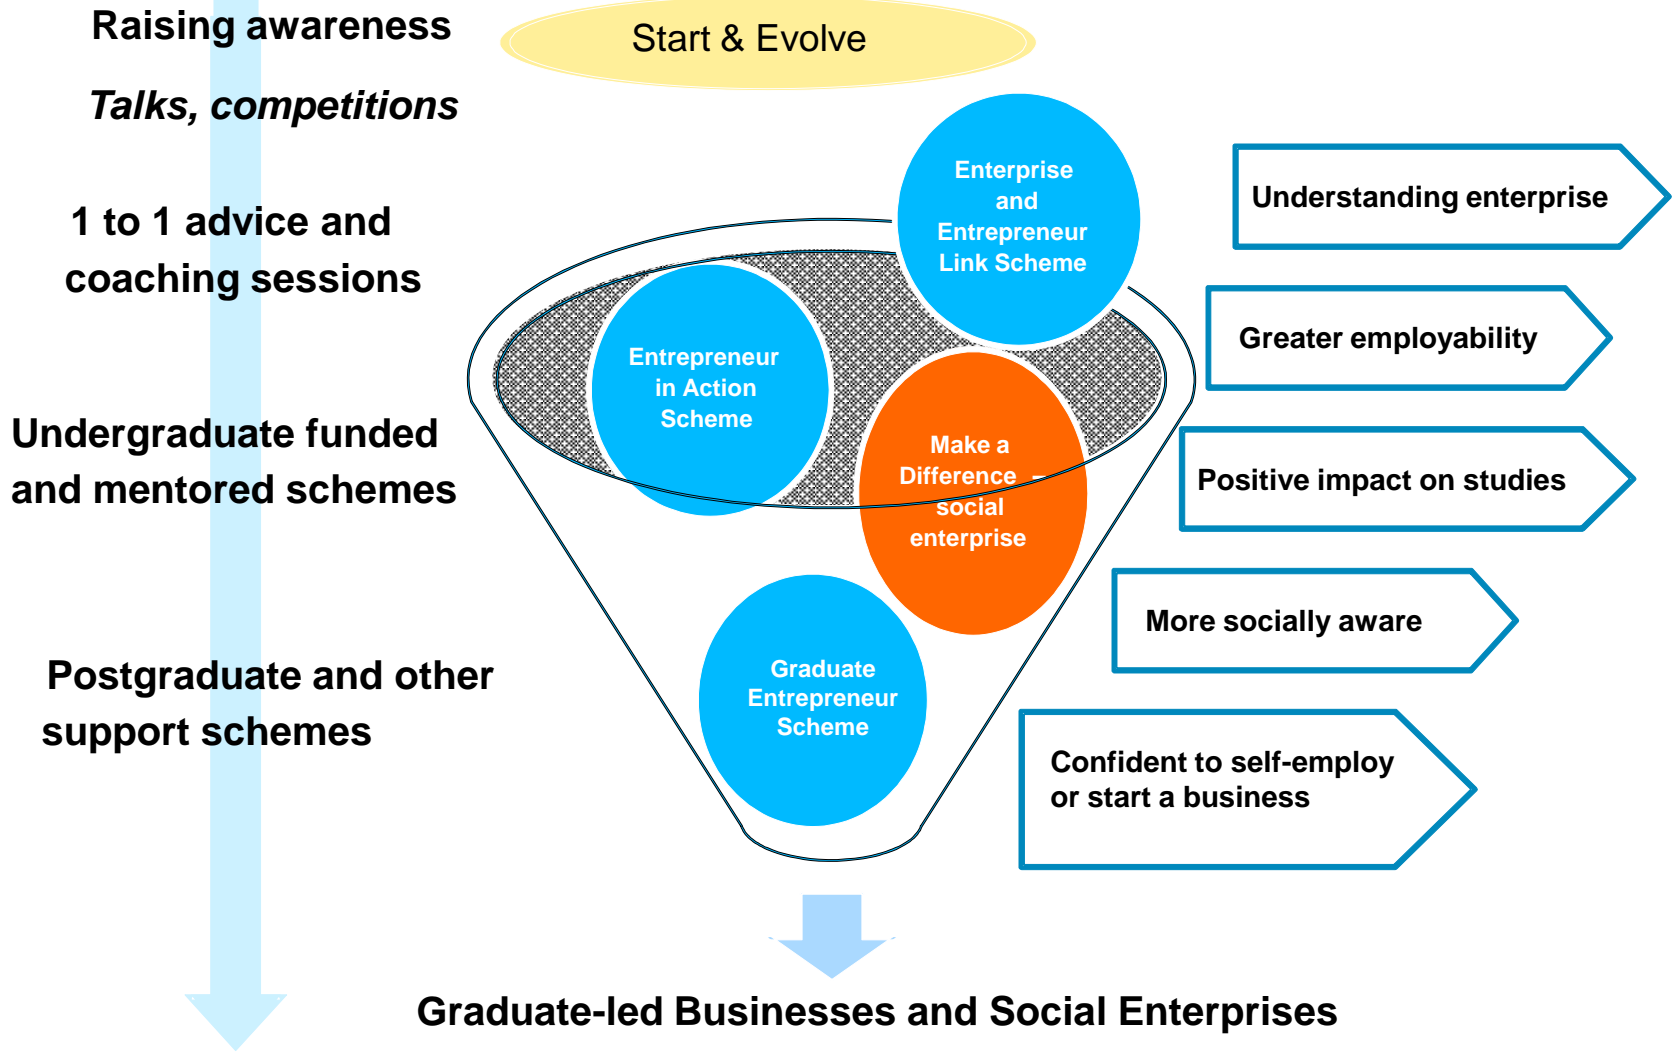 Raising awareness
Talks, competitions
1 to 1 advice and
coaching sessions
Undergraduate funded
and mentored schemes
Postgraduate and other
support schemes
Start & Evolve
Enterprise
and
Entrepreneur
Link Scheme
Entrepreneur
in Action
Scheme
Make a
Difference –
social
enterprise
Graduate
Entrepreneur
Scheme
Understanding enterprise
Greater employability
Positive impact on studies
More socially aware
Confident to self-employ
or start a business
Graduate-led Businesses and Social Enterprises